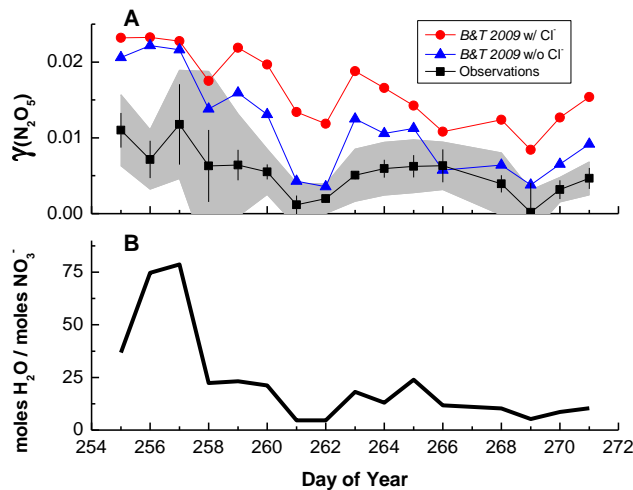 A
B&T 2009 w/ Cl⁻
B&T 2009 w/o Cl⁻
Observations
γ(N₂O₅)
0.02
0.01
0.00
B
moles H₂O / moles NO₃⁻
75
50
25
0
254 256 258 260 262 264 266 268 270 272
Day of Year